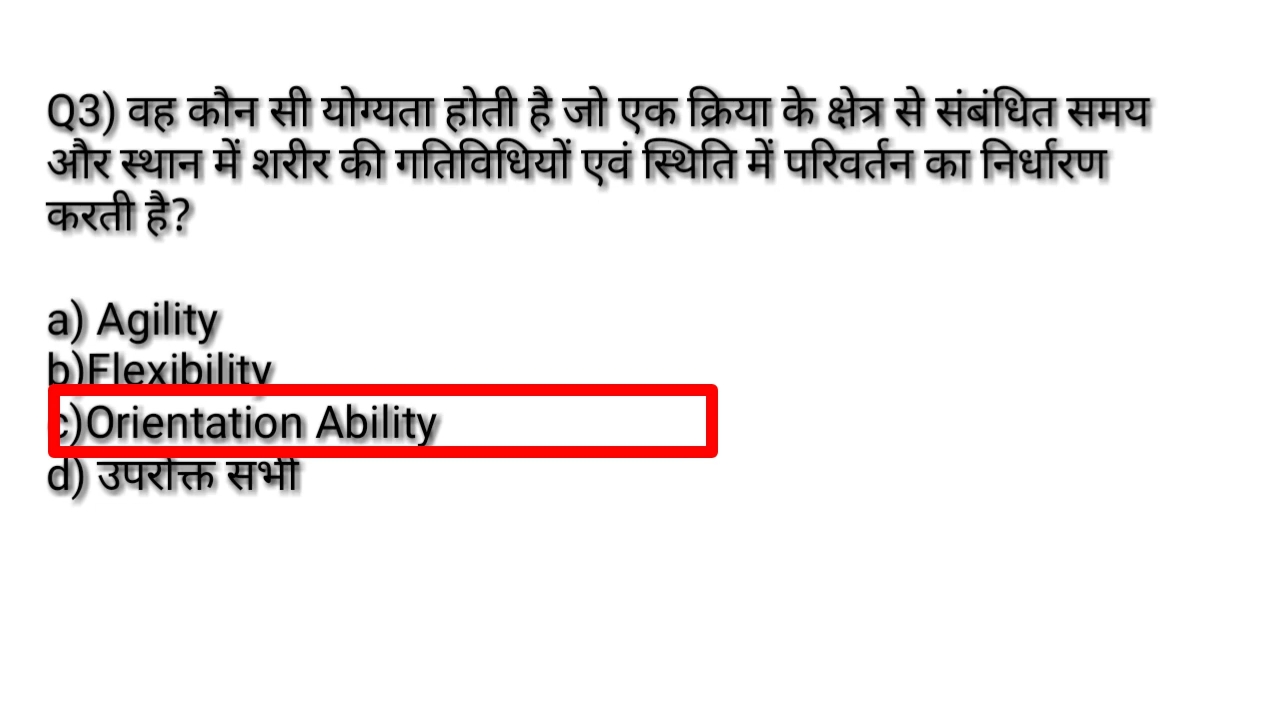 Q3) वह कौन सी योग्यता होती है जो एक क्रिया के क्षेत्र से संबंधित समय
और स्थान में शरीर की गतिविधियों एवं स्थिति में परिवर्तन का निर्धारण
करती है?
a) Agility
b)Flexibility
c)Orientation Ability
d) उपरोक्त सभी